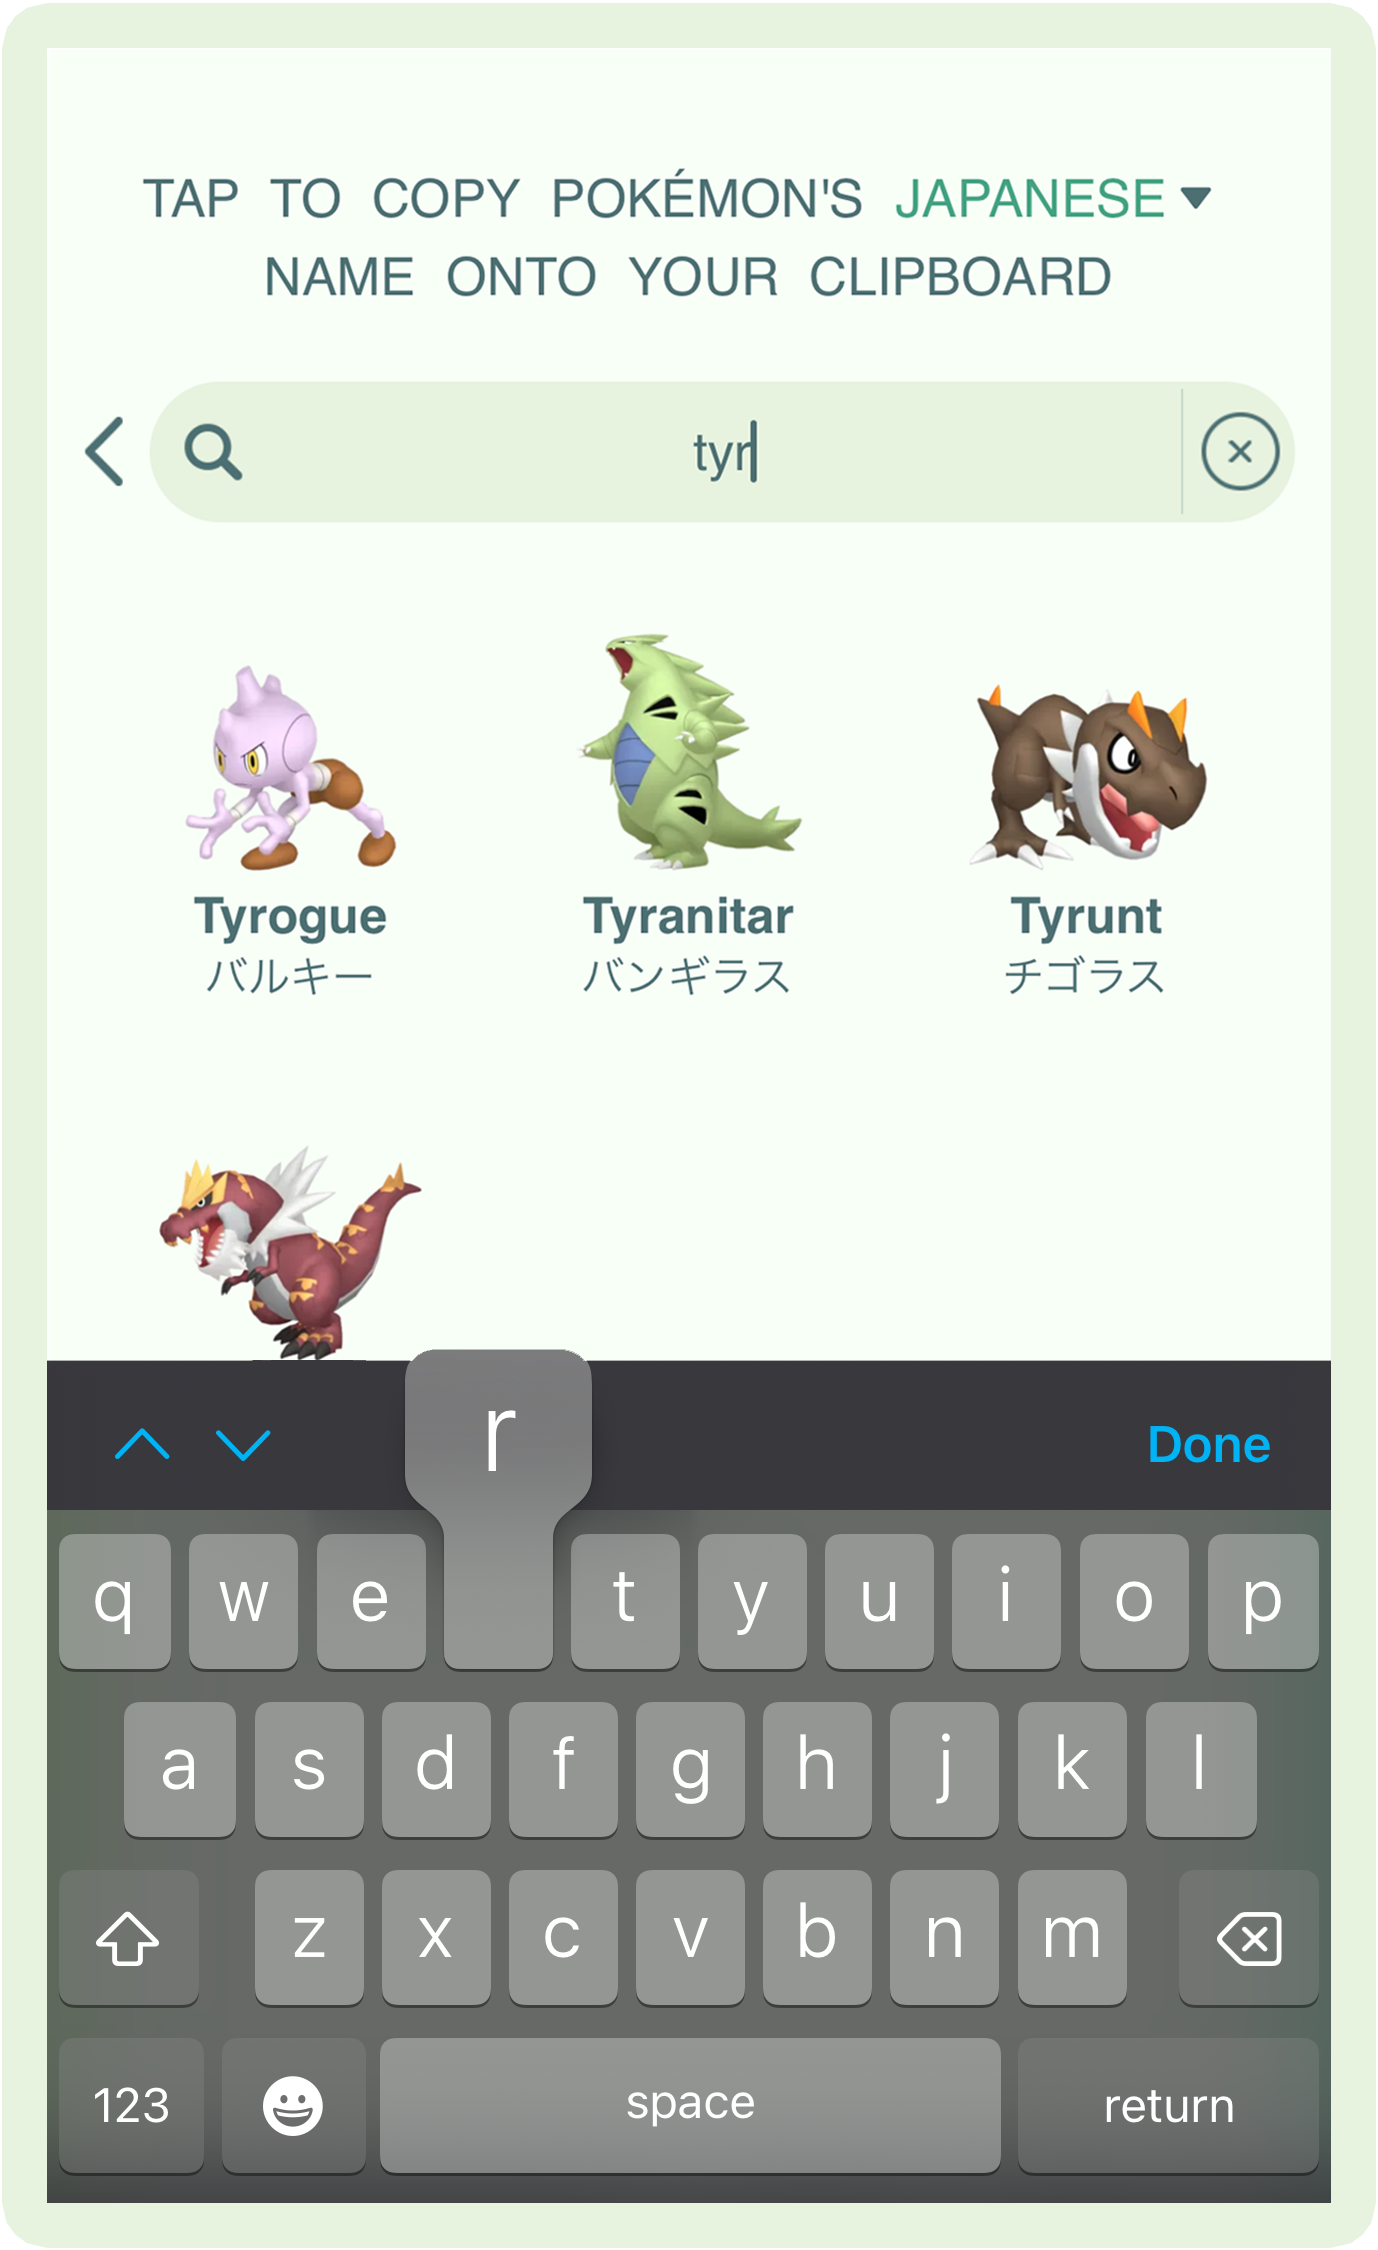 TAP TO COPY POKÉMON'S JAPANESE
NAME ONTO YOUR CLIPBOARD
tyr
Tyrogue
バルキー
Tyranitar
バンギラス
Tyrunt
チゴラス
r
Done
q w e t y u i o p
a s d f g h j k l
z x c v b n m
123 space return